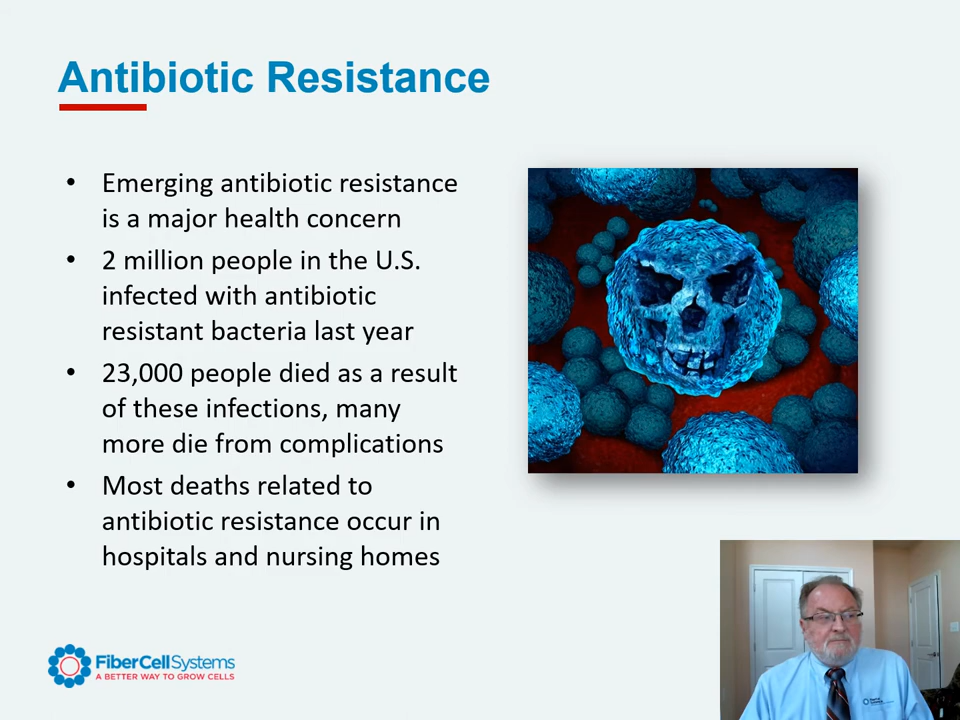 Antibiotic Resistance
• Emerging antibiotic resistance
is a major health concern
• 2 million people in the U.S.
infected with antibiotic
resistant bacteria last year
• 23,000 people died as a result
of these infections, many
more die from complications
• Most deaths related to
antibiotic resistance occur in
hospitals and nursing homes
FiberCellSystems
A BETTER WAY TO GROW CELLS